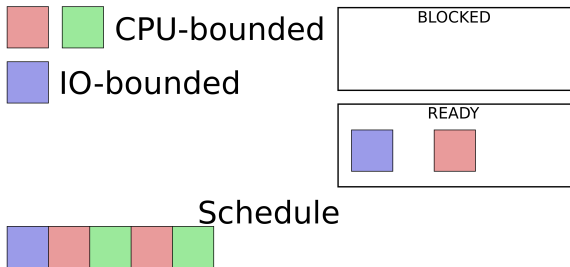 CPU-bounded
IO-bounded
BLOCKED
READY
Schedule